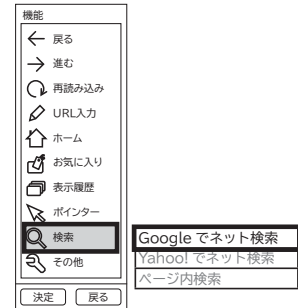 機能
戻る
進む
再読み込み
URL入力
ホーム
お気に入り
表示履歴
ポインター
検索
その他
Google でネット検索
Yahoo! でネット検索
ページ内検索
決定 戻る